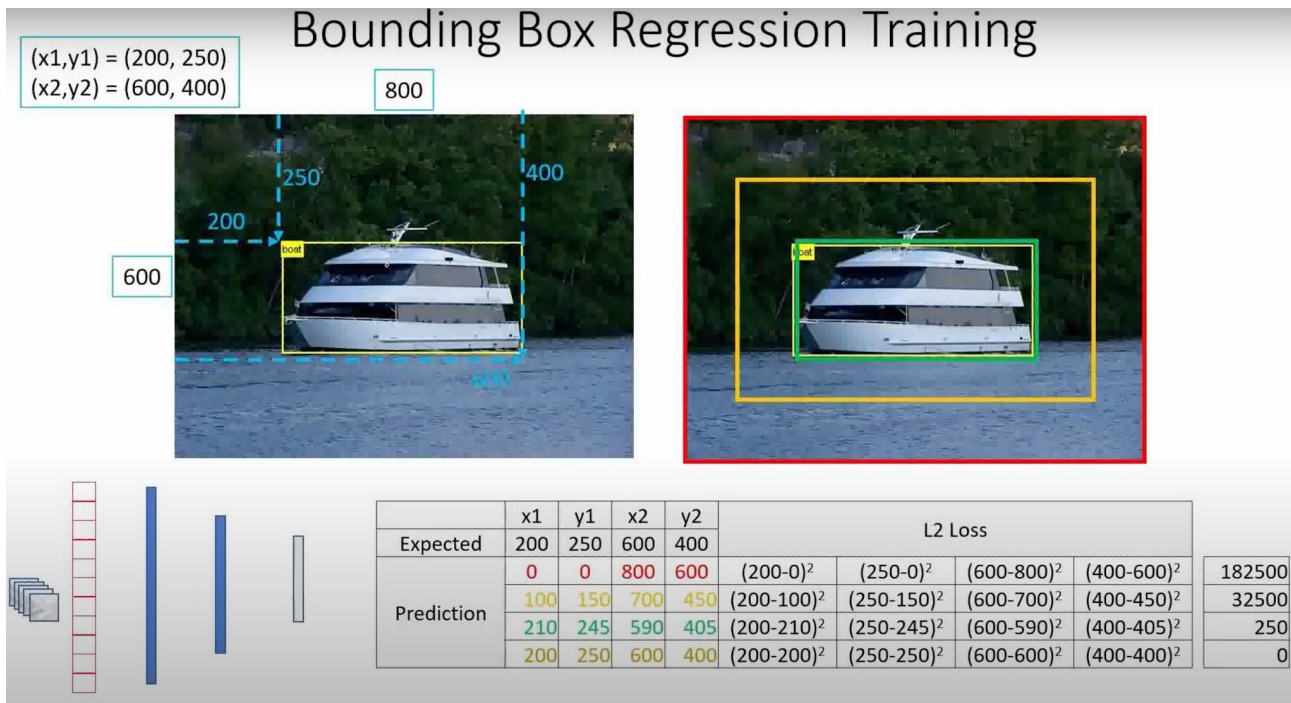 Bounding Box Regression Training
(x1,y1) = (200, 250)
(x2,y2) = (600, 400)
800
250
400
200
600
boat
600
boat
x1 y1 x2 y2 L2 Loss
Expected 200 250 600 400
Prediction
0 0 800 600 (200-0)² (250-0)² (600-800)² (400-600)² 182500
100 150 700 450 (200-100)² (250-150)² (600-700)² (400-450)² 32500
210 245 590 405 (200-210)² (250-245)² (600-590)² (400-405)² 250
200 250 600 400 (200-200)² (250-250)² (600-600)² (400-400)² 0